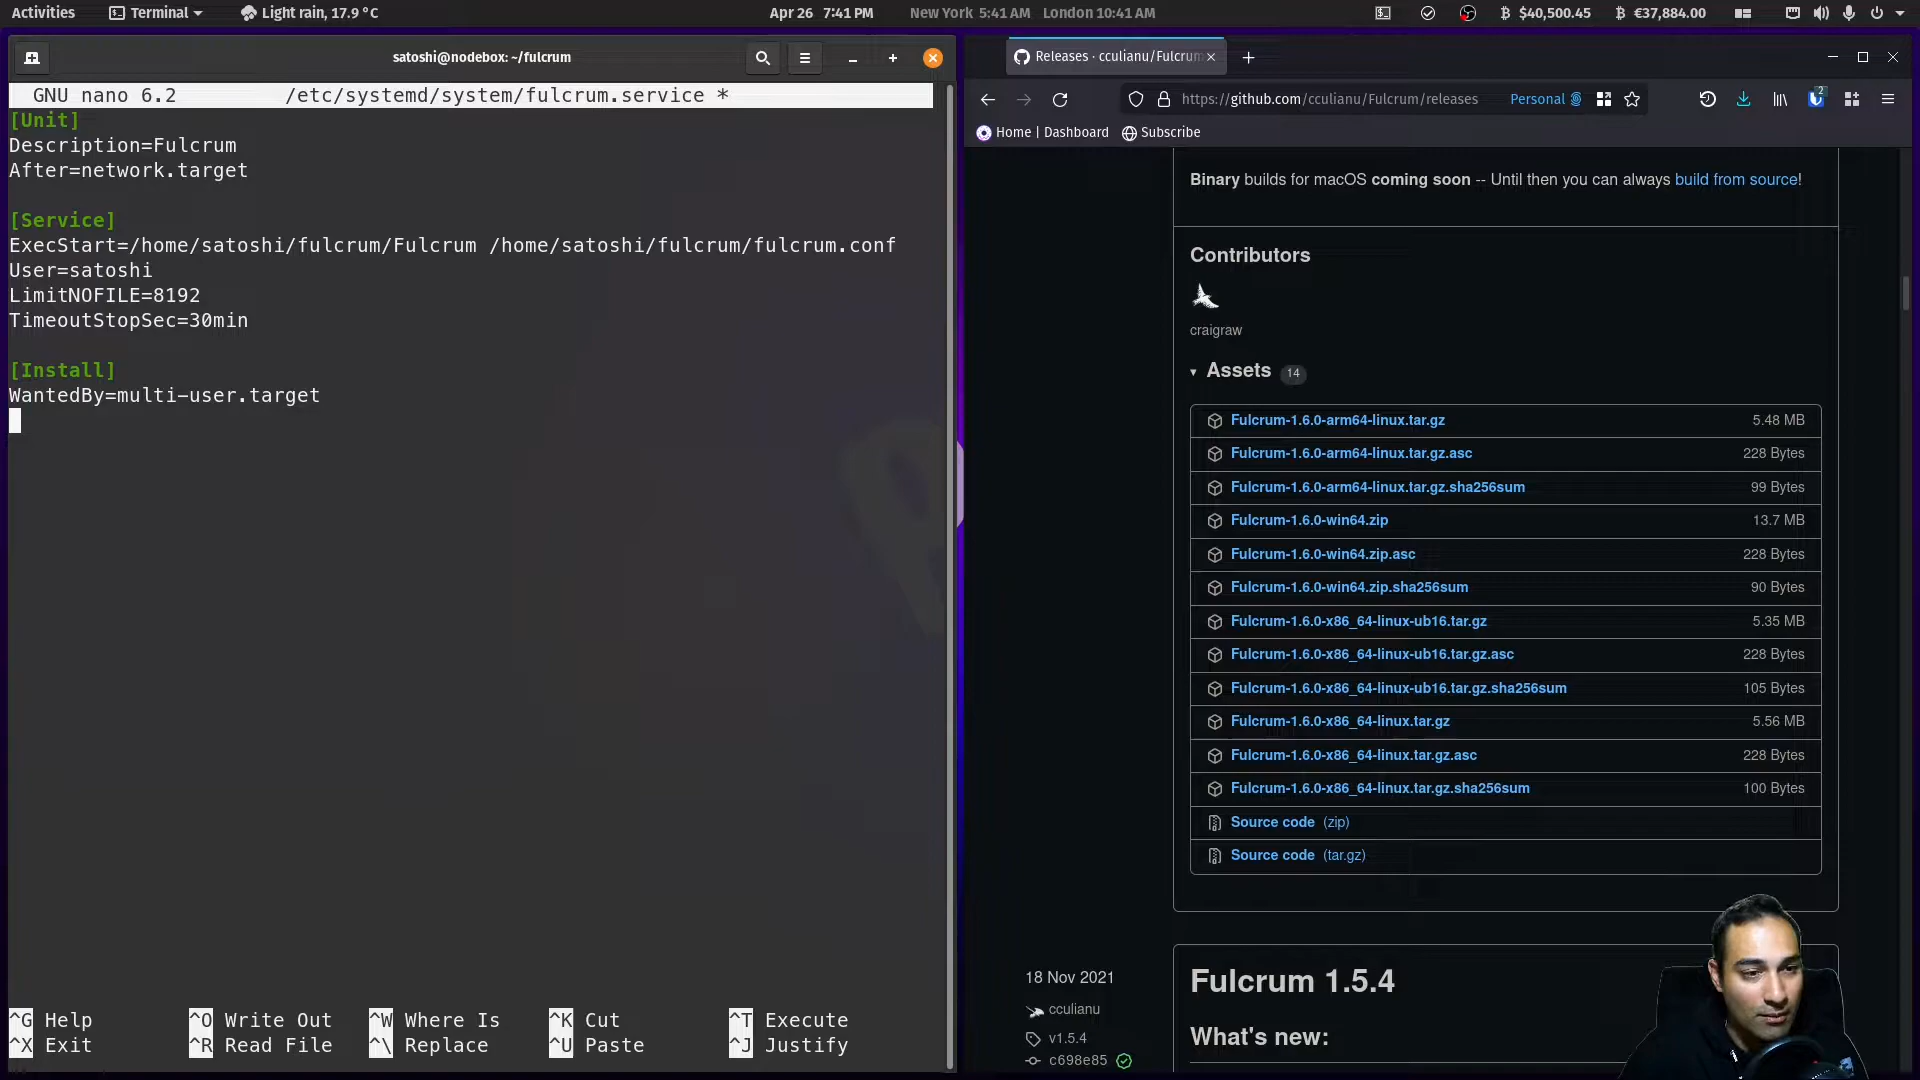 Activities
Terminal
Light rain, 17.9 °C
Apr 26 7:41 PM
New York 5:41 AM London 10:41 AM
$40,500.45
€37,884.00
satoshi@nodebox: ~/fulcrum
GNU nano 6.2 /etc/systemd/system/fulcrum.service *
[Unit]
Description=Fulcrum
After=network.target
[Service]
ExecStart=/home/satoshi/fulcrum/Fulcrum /home/satoshi/fulcrum/fulcrum.conf
User=satoshi
LimitNOFILE=8192
TimeoutStopSec=30min
[Install]
WantedBy=multi-user.target
^G Help ^O Write Out ^W Where Is ^K Cut ^T Execute
^X Exit ^R Read File ^\ Replace ^U Paste ^J Justify
Releases · cculianu/Fulcrum
https://github.com/cculianu/Fulcrum/releases
Personal
2
Home | Dashboard
Subscribe
Binary builds for macOS coming soon -- Until then you can always build from source!
Contributors
craigraw
Assets 14
Fulcrum-1.6.0-arm64-linux.tar.gz 5.48 MB
Fulcrum-1.6.0-arm64-linux.tar.gz.asc 228 Bytes
Fulcrum-1.6.0-arm64-linux.tar.gz.sha256sum 99 Bytes
Fulcrum-1.6.0-win64.zip 13.7 MB
Fulcrum-1.6.0-win64.zip.asc 228 Bytes
Fulcrum-1.6.0-win64.zip.sha256sum 90 Bytes
Fulcrum-1.6.0-x86_64-linux-ub16.tar.gz 5.35 MB
Fulcrum-1.6.0-x86_64-linux-ub16.tar.gz.asc 228 Bytes
Fulcrum-1.6.0-x86_64-linux-ub16.tar.gz.sha256sum 105 Bytes
Fulcrum-1.6.0-x86_64-linux.tar.gz 5.56 MB
Fulcrum-1.6.0-x86_64-linux.tar.gz.asc 228 Bytes
Fulcrum-1.6.0-x86_64-linux.tar.gz.sha256sum 100 Bytes
Source code (zip)
Source code (tar.gz)
18 Nov 2021
cculianu
v1.5.4
c698e85
Fulcrum 1.5.4
What's new: